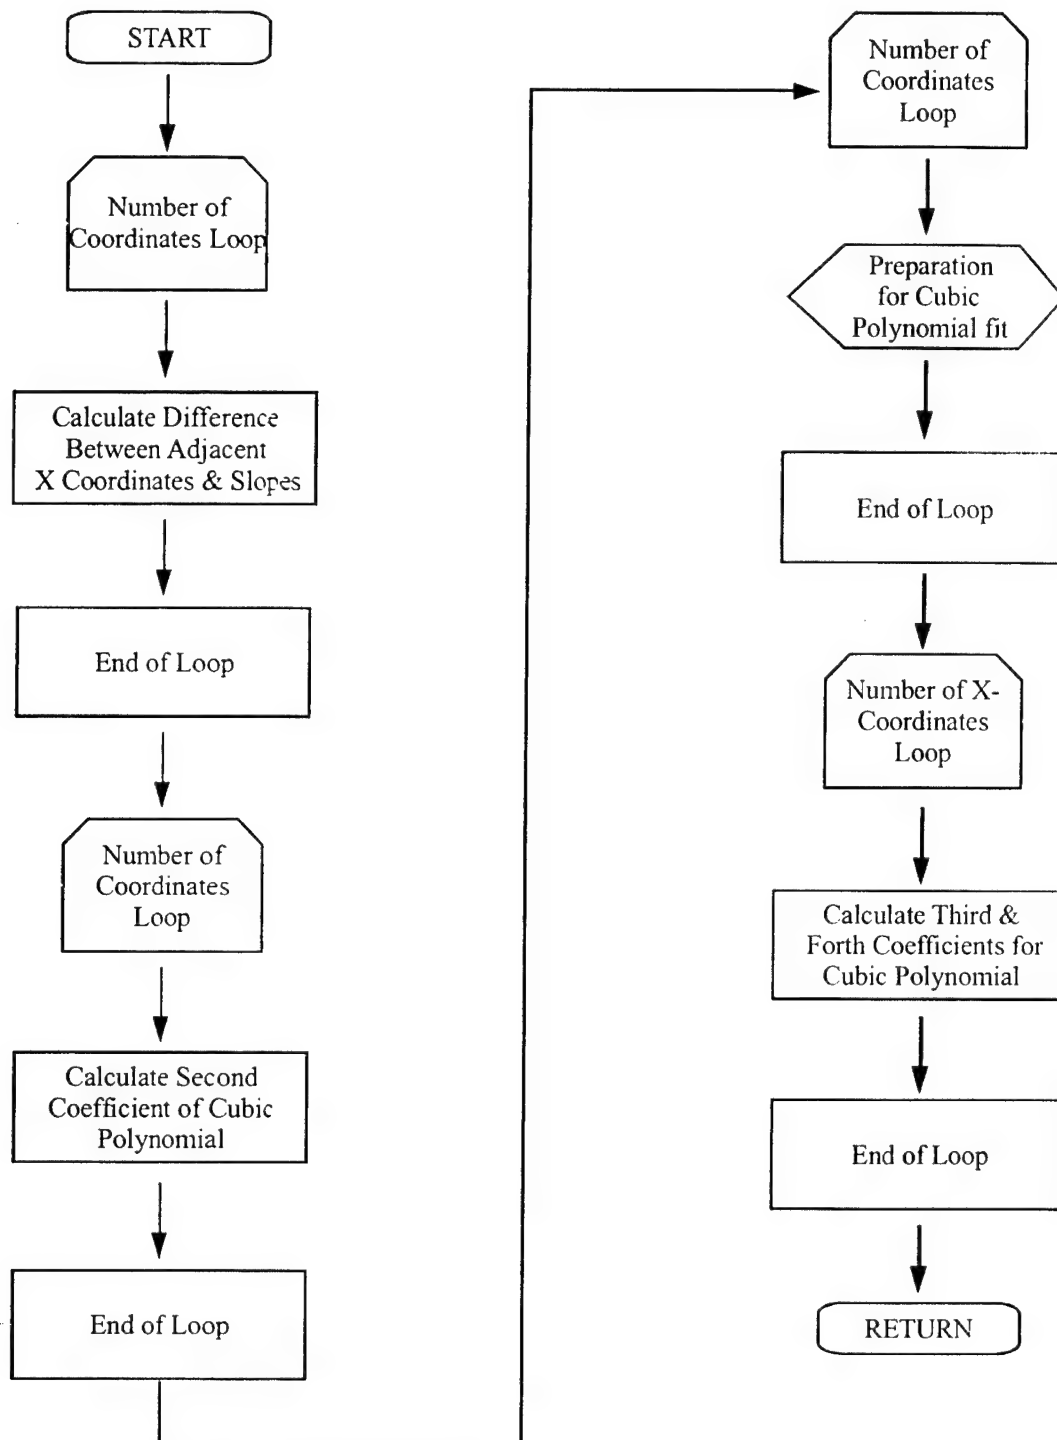 START
Number of
Coordinates Loop
Calculate Difference
Between Adjacent
X Coordinates & Slopes
End of Loop
Number of
Coordinates
Loop
Calculate Second
Coefficient of Cubic
Polynomial
End of Loop
Number of
Coordinates
Loop
Preparation
for Cubic
Polynomial fit
End of Loop
Number of X-
Coordinates
Loop
Calculate Third &
Forth Coefficients for
Cubic Polynomial
End of Loop
RETURN